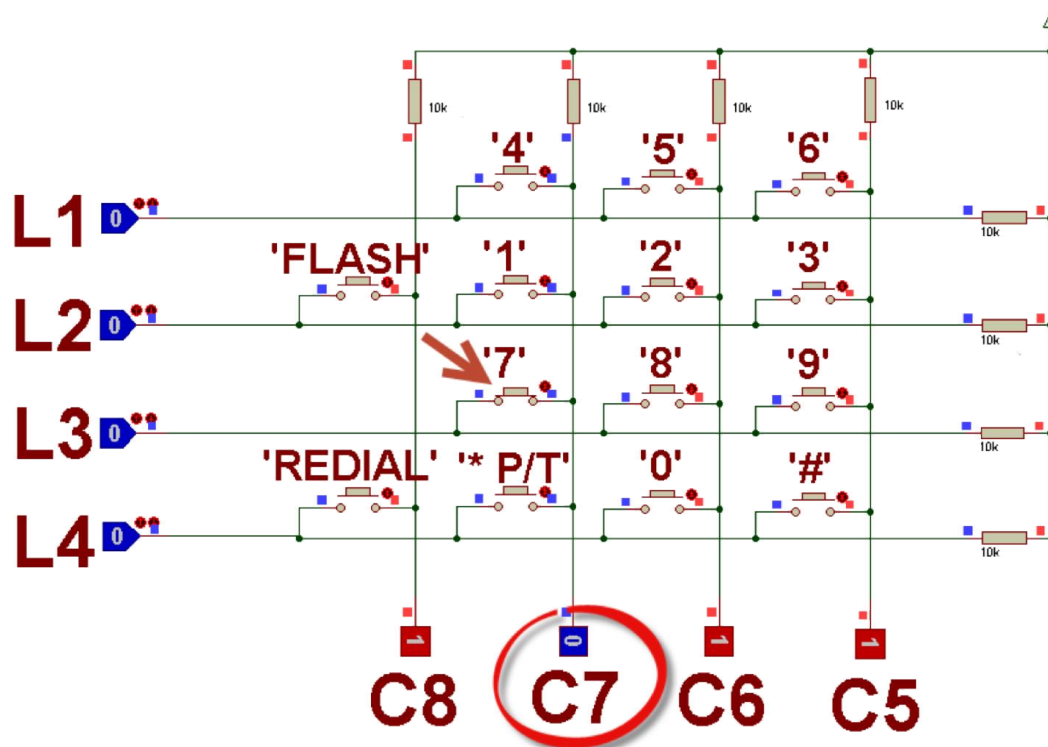 10k 10k 10k 10k
'4' '5' '6'
L1 0 10k
'FLASH' '1' '2' '3'
L2 0 10k
'7' '8' '9'
L3 0 10k
'REDIAL' '* P/T' '0' '#'
L4 0 10k
1 0 1 1
C8 C7 C6 C5